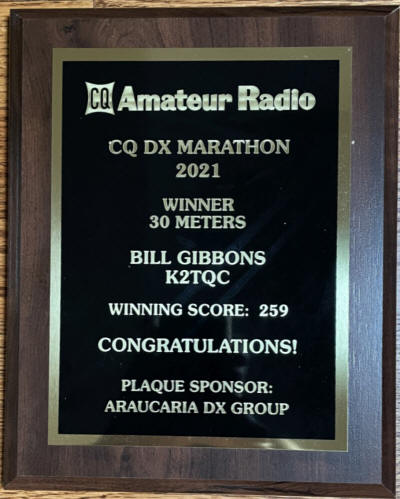 CQ Amateur Radio
CQ DX MARATHON
2021
WINNER
30 METERS
BILL GIBBONS
K2TQC
WINNING SCORE: 259
CONGRATULATIONS!
PLAQUE SPONSOR:
ARAUCARIA DX GROUP